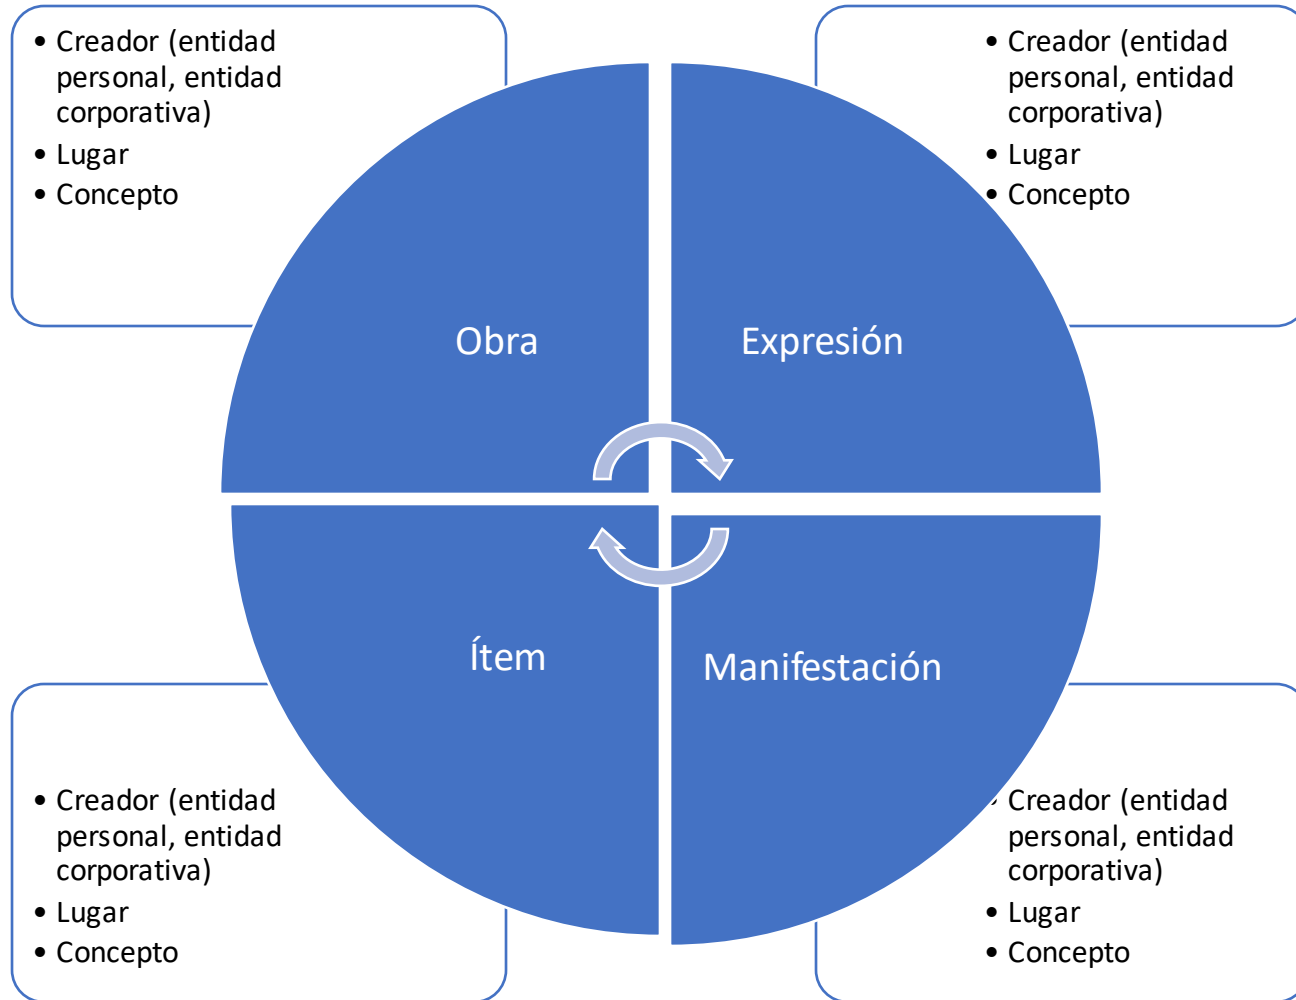 • Creador (entidad
personal, entidad
corporativa)
• Lugar
• Concepto
• Creador (entidad
personal, entidad
corporativa)
• Lugar
• Concepto
Obra
Expresión
Ítem
Manifestación
• Creador (entidad
personal, entidad
corporativa)
• Lugar
• Concepto
• Creador (entidad
personal, entidad
corporativa)
• Lugar
• Concepto